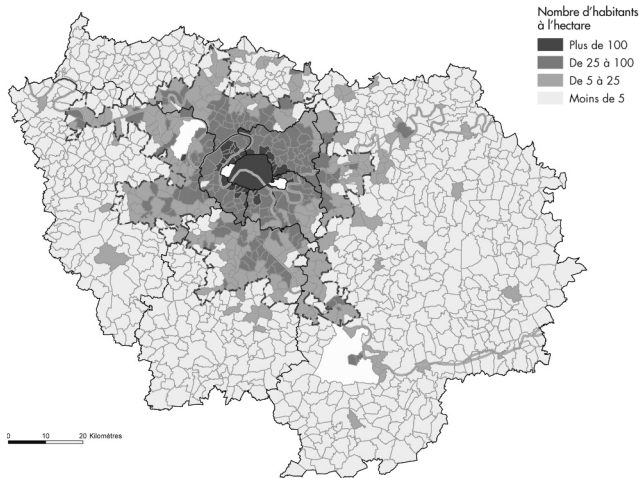 Nombre d'habitants
à l'hectare
Plus de 100
De 25 à 100
De 5 à 25
Moins de 5
0 10 20 Kilomètres